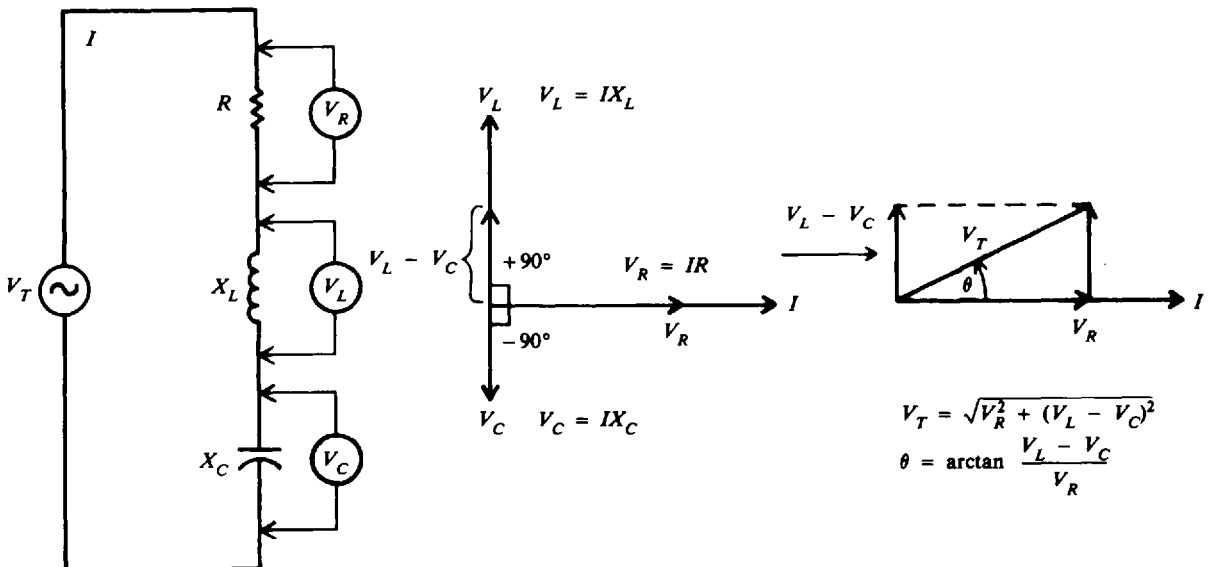 I
R
V_R
X_L
V_L
X_C
V_C
V_T
V_L V_L = IX_L
V_L − V_C
+90°
−90°
V_R = IR
V_R
I
V_C V_C = IX_C
V_L − V_C
V_T
θ
V_R
I
V_T = √(V_R² + (V_L − V_C)²)
θ = arctan (V_L − V_C)/V_R